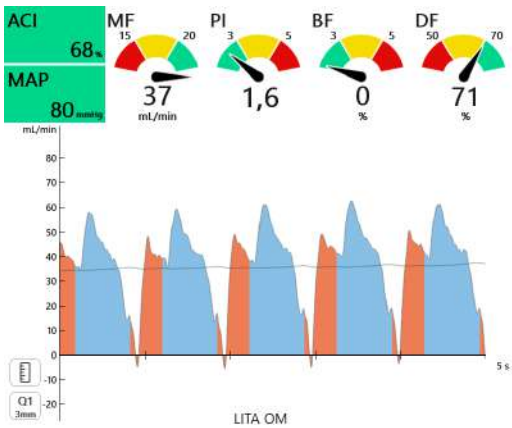 ACI
68 %
MAP
80 mmHg
MF
15 20
37
mL/min
PI
3 5
1,6
BF
3 5
0
%
DF
50 70
71
%
mL/min
80
70
60
50
40
30
20
10
0
-10
-20
5 s
Q1
3mm
LITA OM